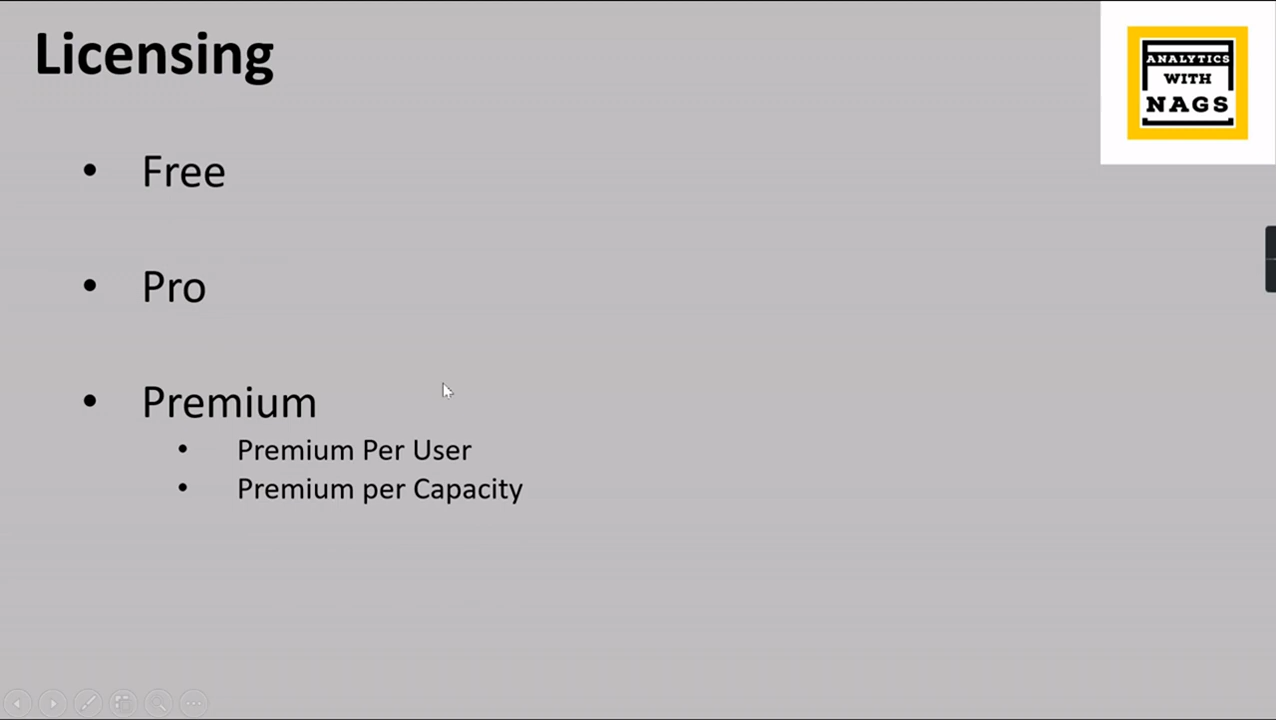 Licensing
ANALYTICS
WITH
NAGS
• Free
• Pro
• Premium
• Premium Per User
• Premium per Capacity